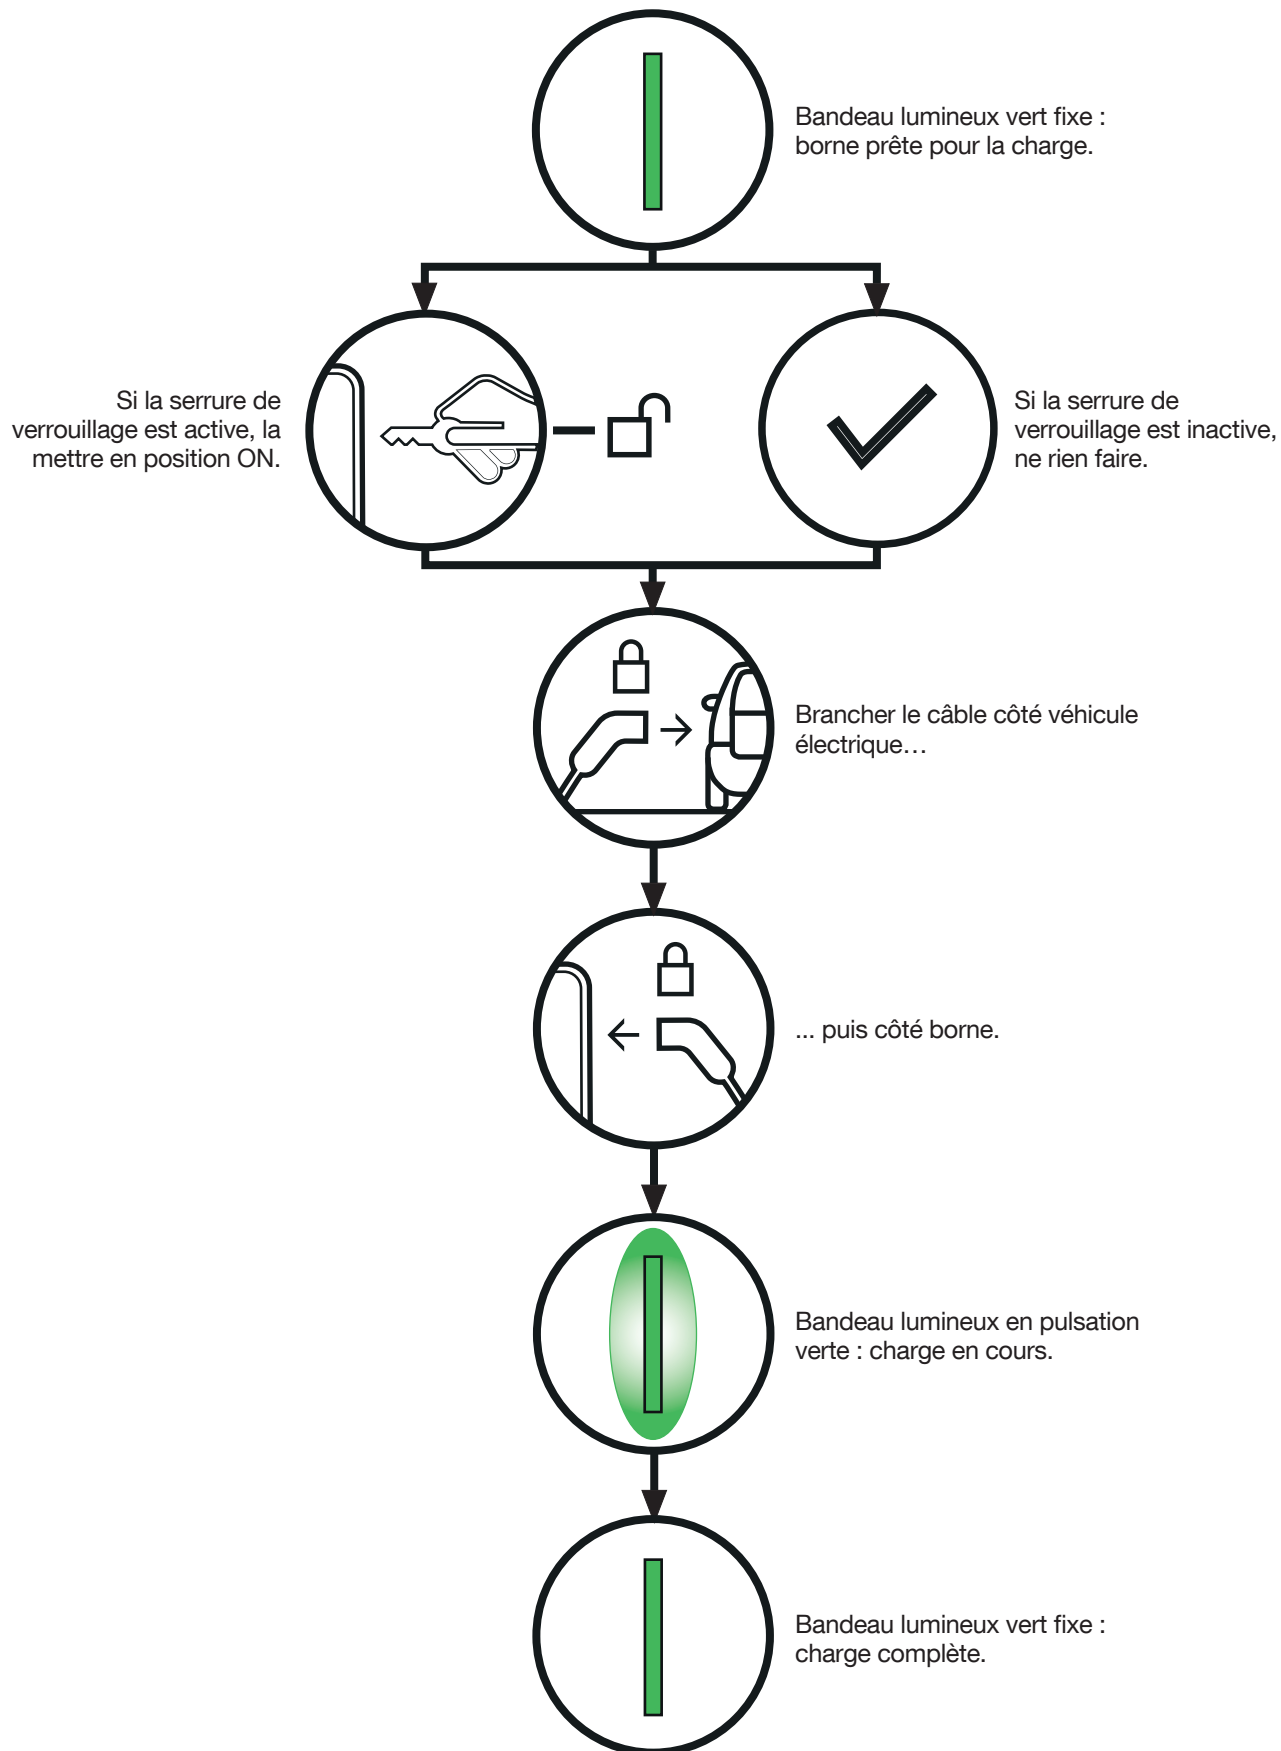 Bandeau lumineux vert fixe :
borne prête pour la charge.
Si la serrure de
verrouillage est active, la
mettre en position ON.
Si la serrure de
verrouillage est inactive,
ne rien faire.
Brancher le câble côté véhicule
électrique…
... puis côté borne.
Bandeau lumineux en pulsation
verte : charge en cours.
Bandeau lumineux vert fixe :
charge complète.